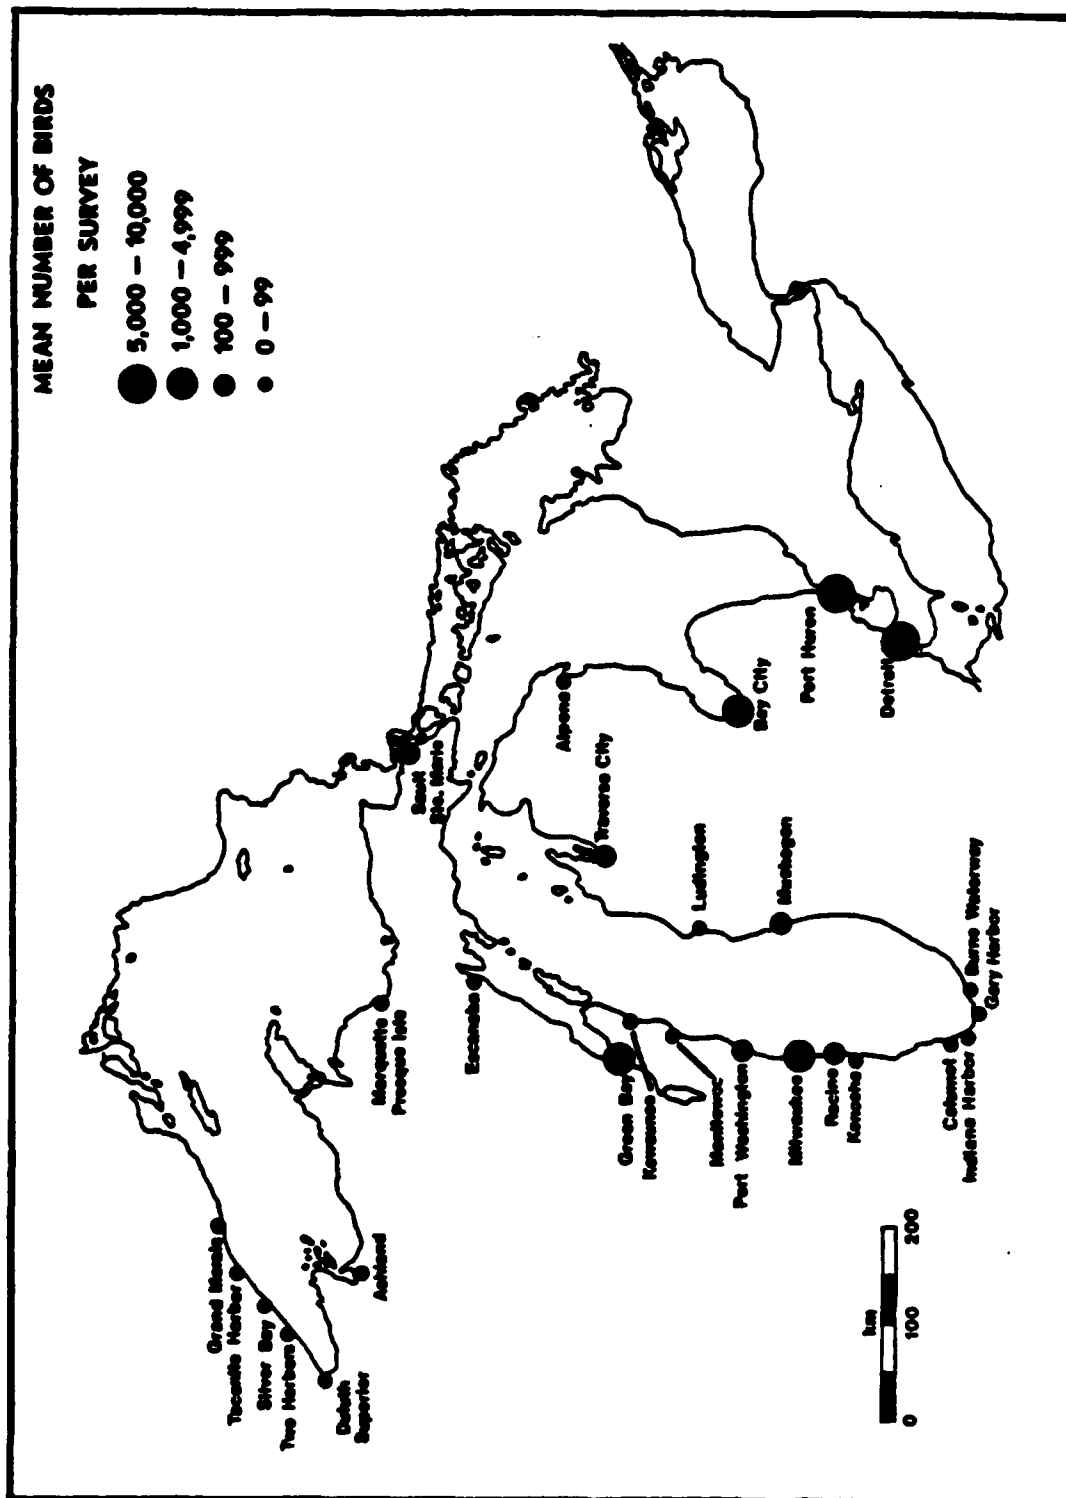 MEAN NUMBER OF BIRDS
PER SURVEY
5,000 – 10,000
1,000 – 4,999
100 – 999
0 – 99
Grand Marais
Taconite Harbor
Silver Bay
Two Harbors
Duluth
Superior
Ashland
Marquette
Presque Isle
Sault
Ste. Marie
Escanaba
Green Bay
Kewaunee
Manitowoc
Port Washington
Milwaukee
Racine
Kenosha
Calumet
Indiana Harbor
Gary Harbor
Burns Waterway
Muskegon
Ludington
Traverse City
Alpena
Bay City
Port Huron
Detroit
km
0 100 200